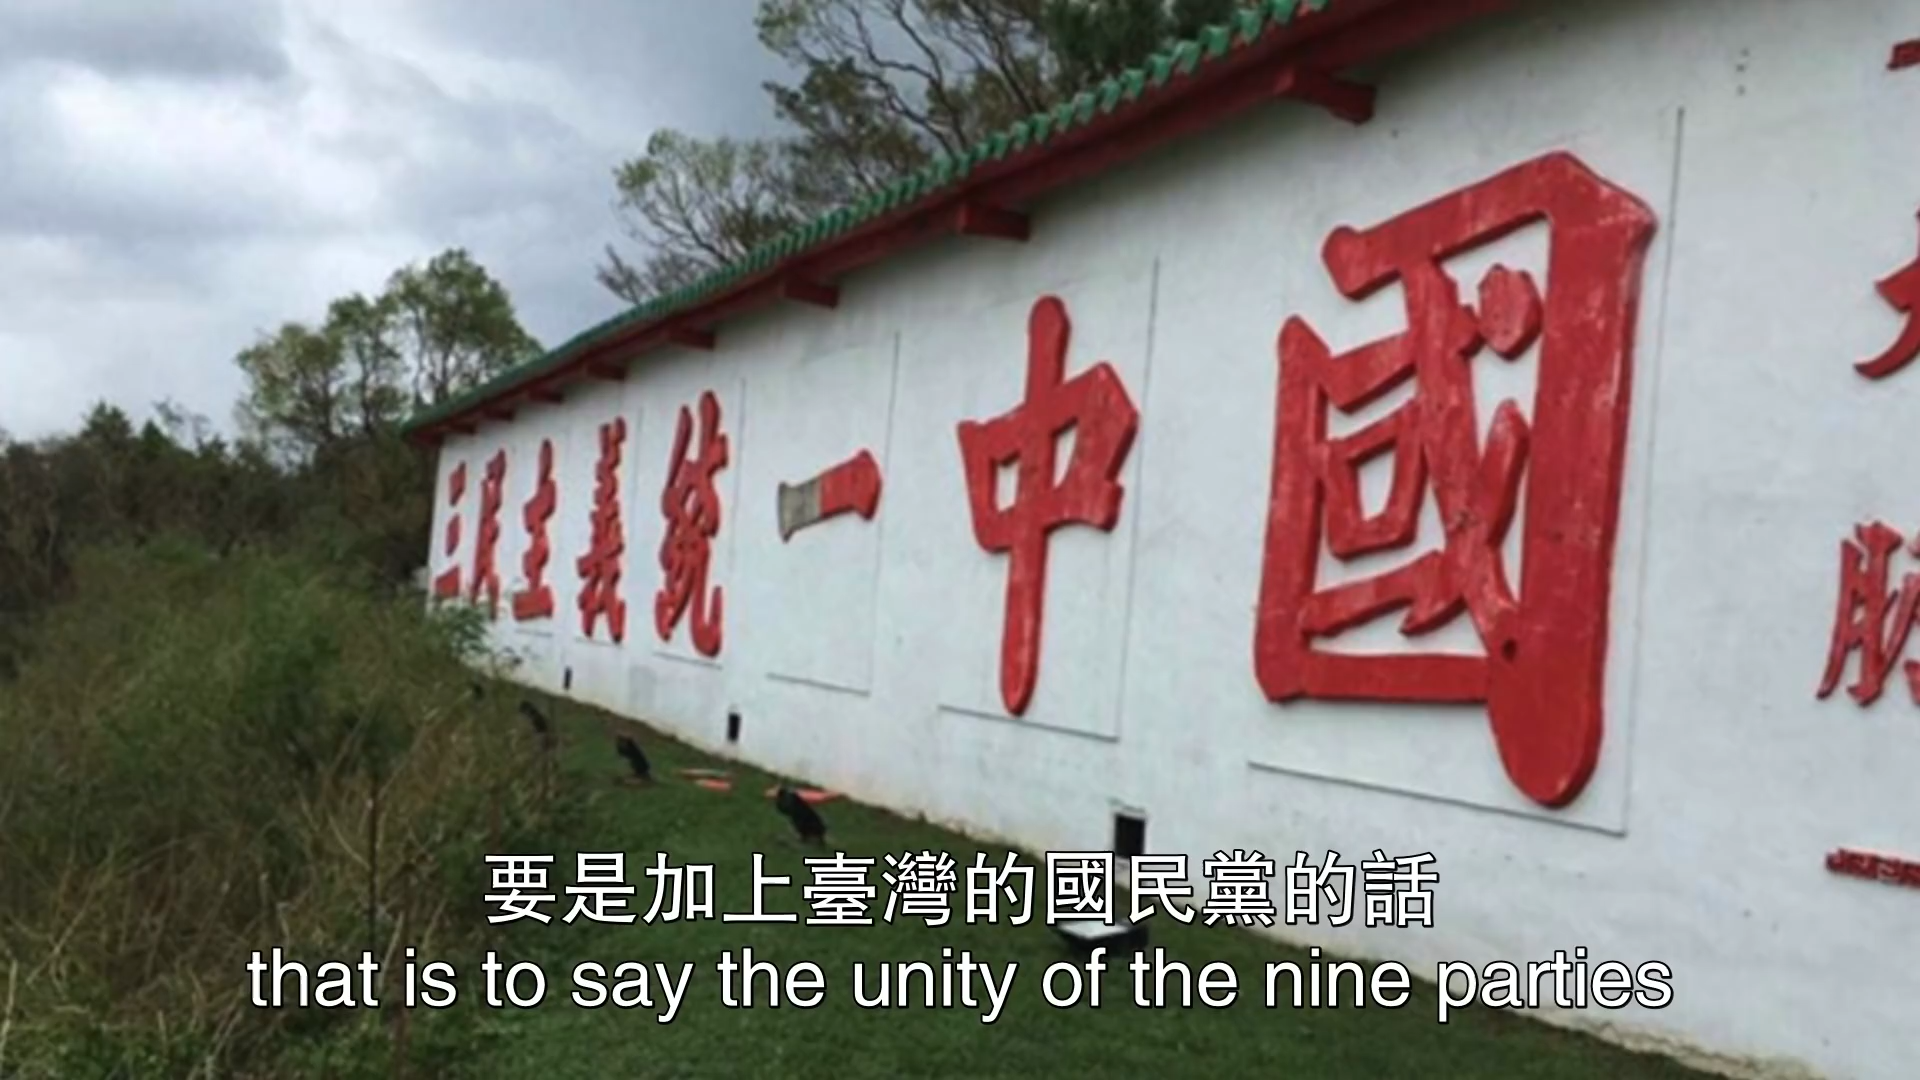 三民主義統一中國
要是加上臺灣的國民黨的話
that is to say the unity of the nine parties